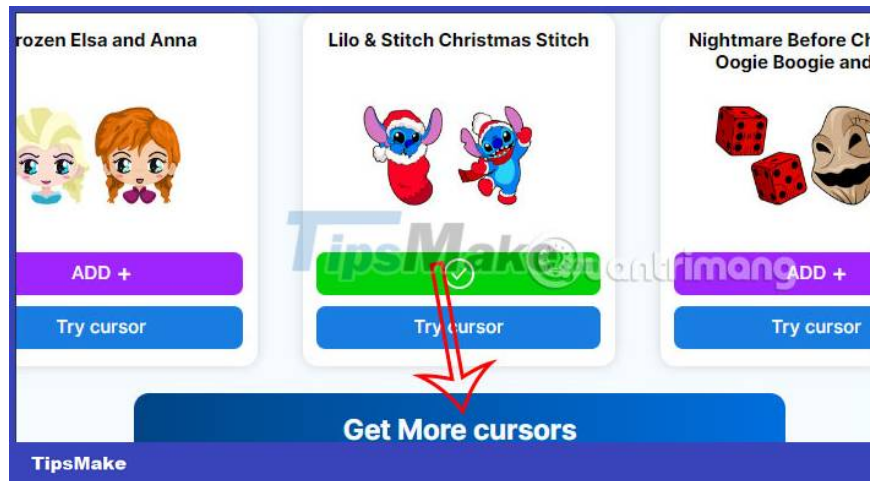 rozen Elsa and Anna
Lilo & Stitch Christmas Stitch
Nightmare Before Ch
Oogie Boogie and
TipsMake
uantrimang
ADD +
ADD +
Try cursor
Try cursor
Try cursor
Get More cursors
TipsMake